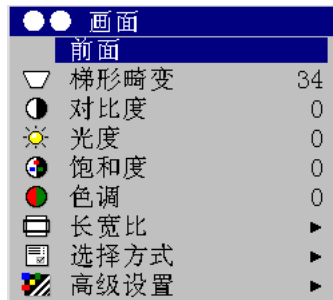 画面
前面
梯形畸变 34
对比度 0
光度 0
饱和度 0
色调 0
长宽比
选择方式
高级设置